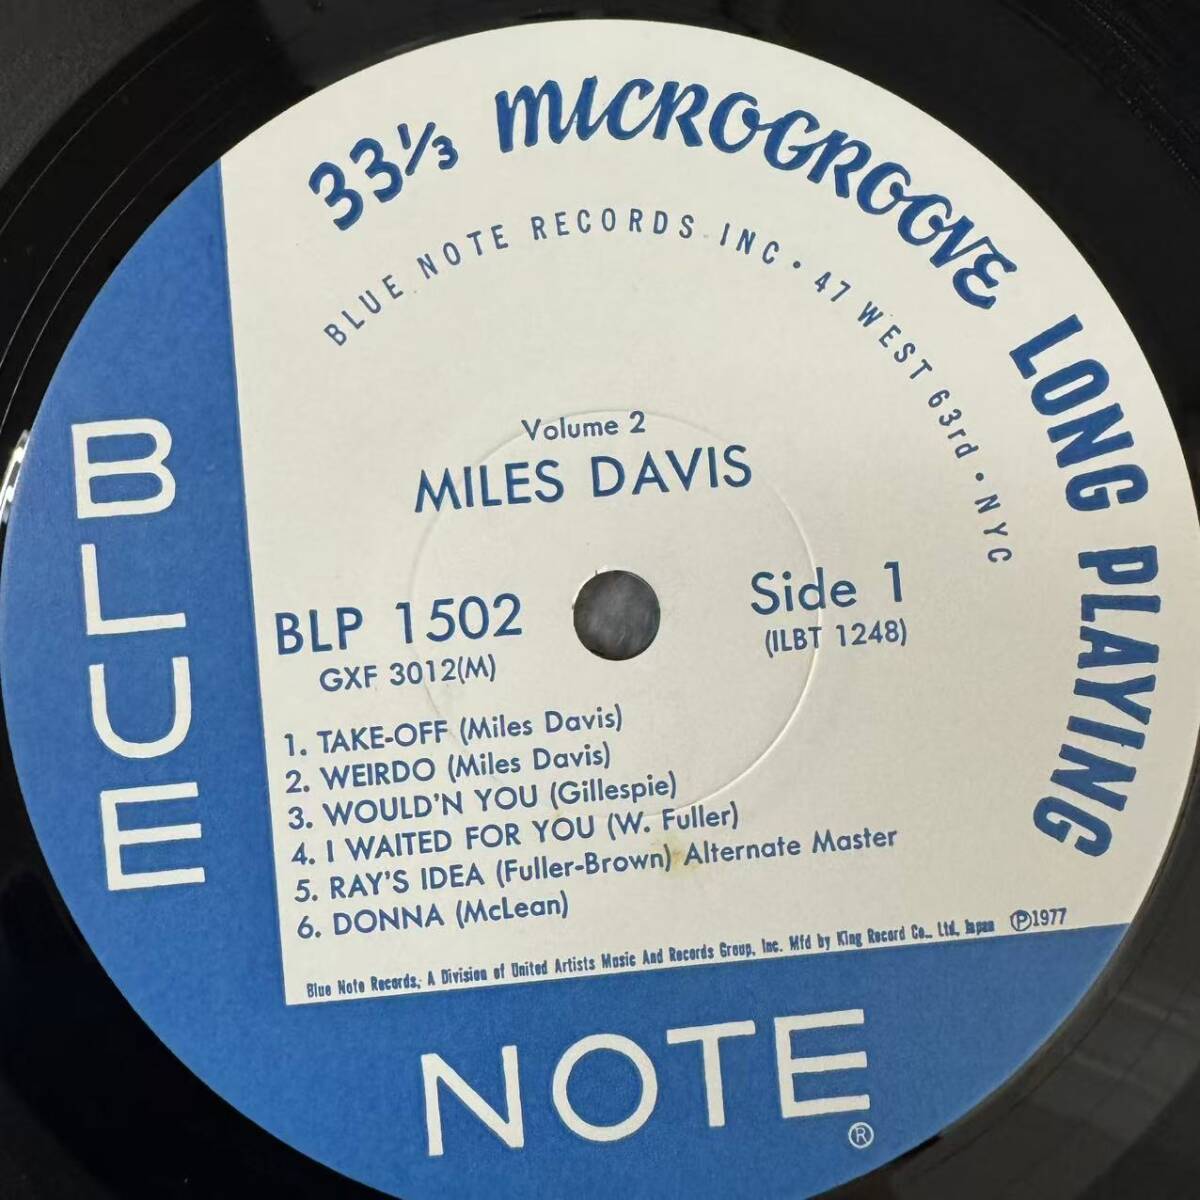 33⅓ MICROGROOVE LONG PLAYING
BLUE NOTE RECORDS INC • 47 WEST 63rd • NYC
Volume 2
MILES DAVIS
BLP 1502
GXF 3012(M)
Side 1
(ILBT 1248)
1. TAKE-OFF (Miles Davis)
2. WEIRDO (Miles Davis)
3. WOULD'N YOU (Gillespie)
4. I WAITED FOR YOU (W. Fuller)
5. RAY'S IDEA (Fuller-Brown) Alternate Master
6. DONNA (McLean)
Blue Note Records, A Division of United Artists Music And Records Group, Inc. Mfd by King Record Co., Ltd, Japan ℗1977
BLUE
NOTE ®